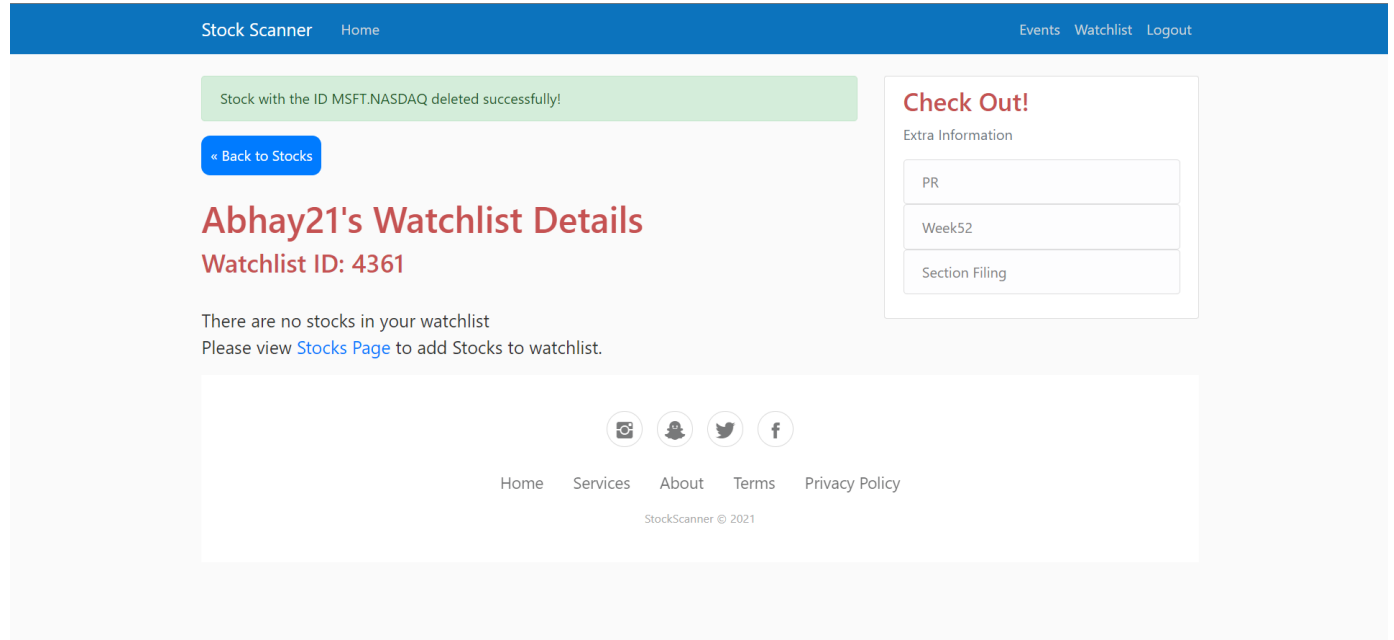 Stock Scanner Home Events Watchlist Logout
Stock with the ID MSFT.NASDAQ deleted successfully!
« Back to Stocks
Abhay21's Watchlist Details
Watchlist ID: 4361
There are no stocks in your watchlist
Please view Stocks Page to add Stocks to watchlist.
Check Out!
Extra Information
PR
Week52
Section Filing
Home Services About Terms Privacy Policy
StockScanner © 2021